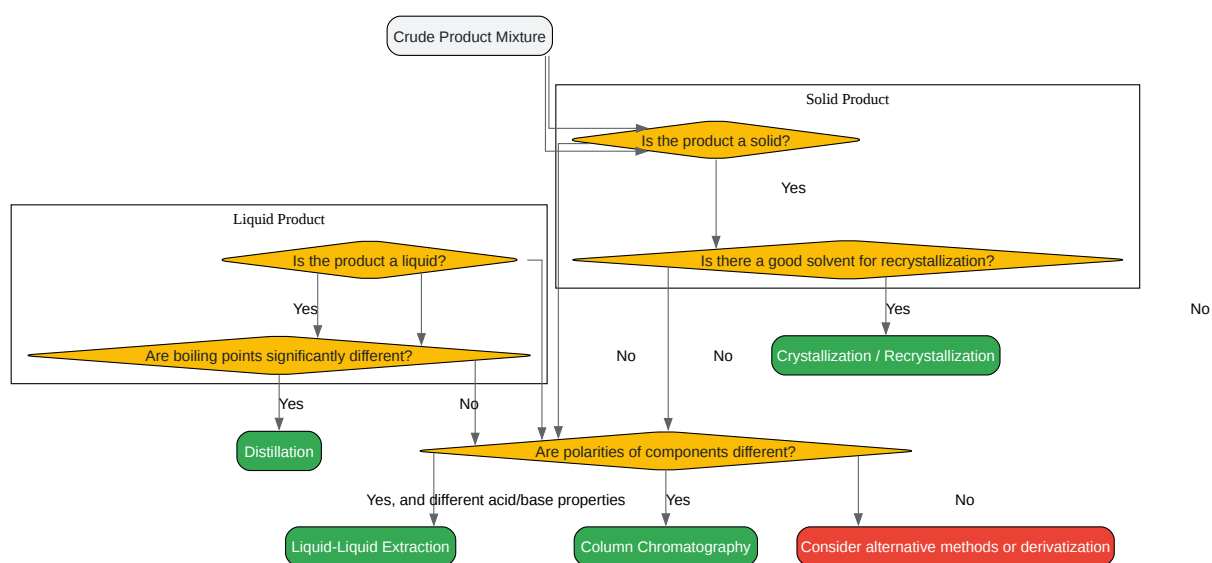 Crude Product Mixture
Solid Product
Is the product a solid?
Yes
Liquid Product
Is the product a liquid?
Is there a good solvent for recrystallization?
Yes
Yes
No
Are boiling points significantly different?
No
No
Crystallization / Recrystallization
Yes
No
Distillation
Are polarities of components different?
Yes, and different acid/base properties
Yes
No
Liquid-Liquid Extraction
Column Chromatography
Consider alternative methods or derivatization